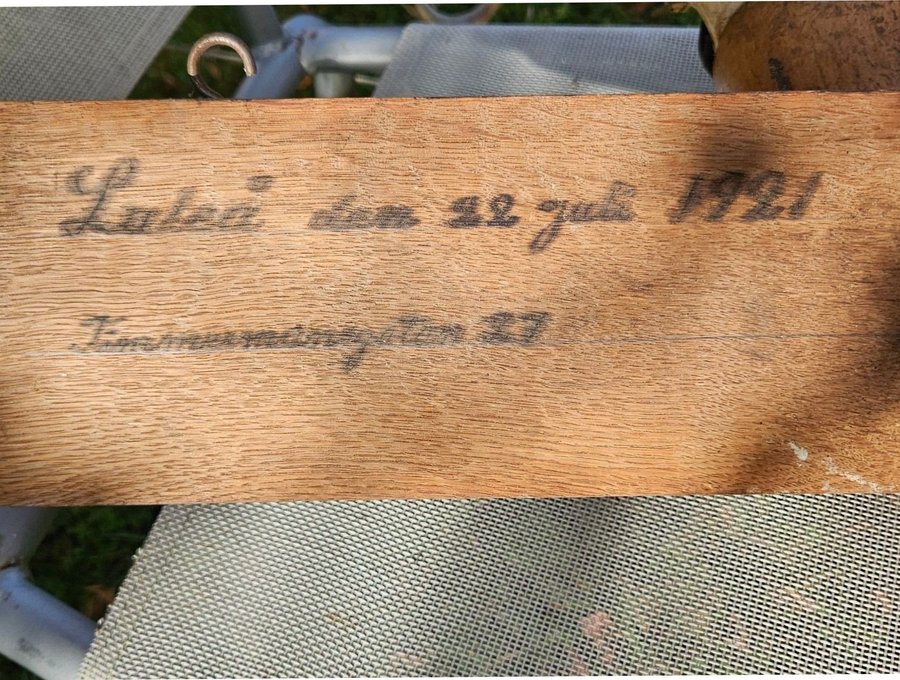 Luleå den 22 juli 1921
Timmermansgatan 27